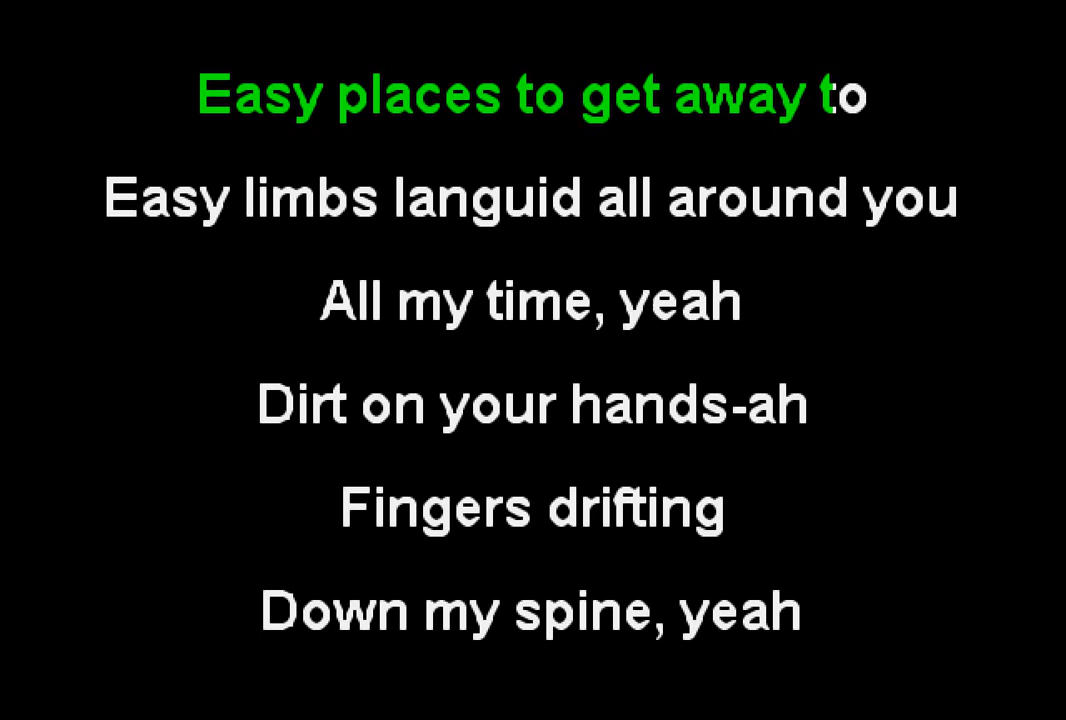 Easy places to get away to
Easy limbs languid all around you
All my time, yeah
Dirt on your hands-ah
Fingers drifting
Down my spine, yeah